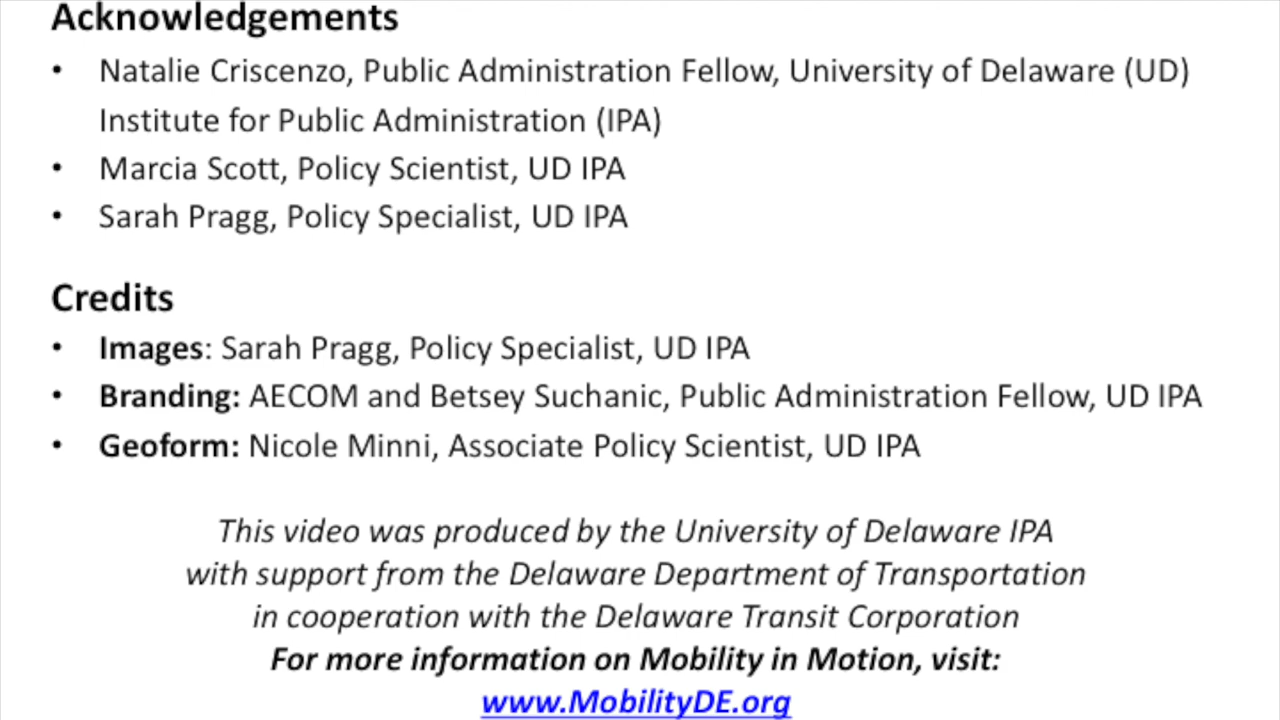 Acknowledgements
• Natalie Criscenzo, Public Administration Fellow, University of Delaware (UD)
Institute for Public Administration (IPA)
• Marcia Scott, Policy Scientist, UD IPA
• Sarah Pragg, Policy Specialist, UD IPA
Credits
• Images: Sarah Pragg, Policy Specialist, UD IPA
• Branding: AECOM and Betsey Suchanic, Public Administration Fellow, UD IPA
• Geoform: Nicole Minni, Associate Policy Scientist, UD IPA
This video was produced by the University of Delaware IPA
with support from the Delaware Department of Transportation
in cooperation with the Delaware Transit Corporation
For more information on Mobility in Motion, visit:
www.MobilityDE.org